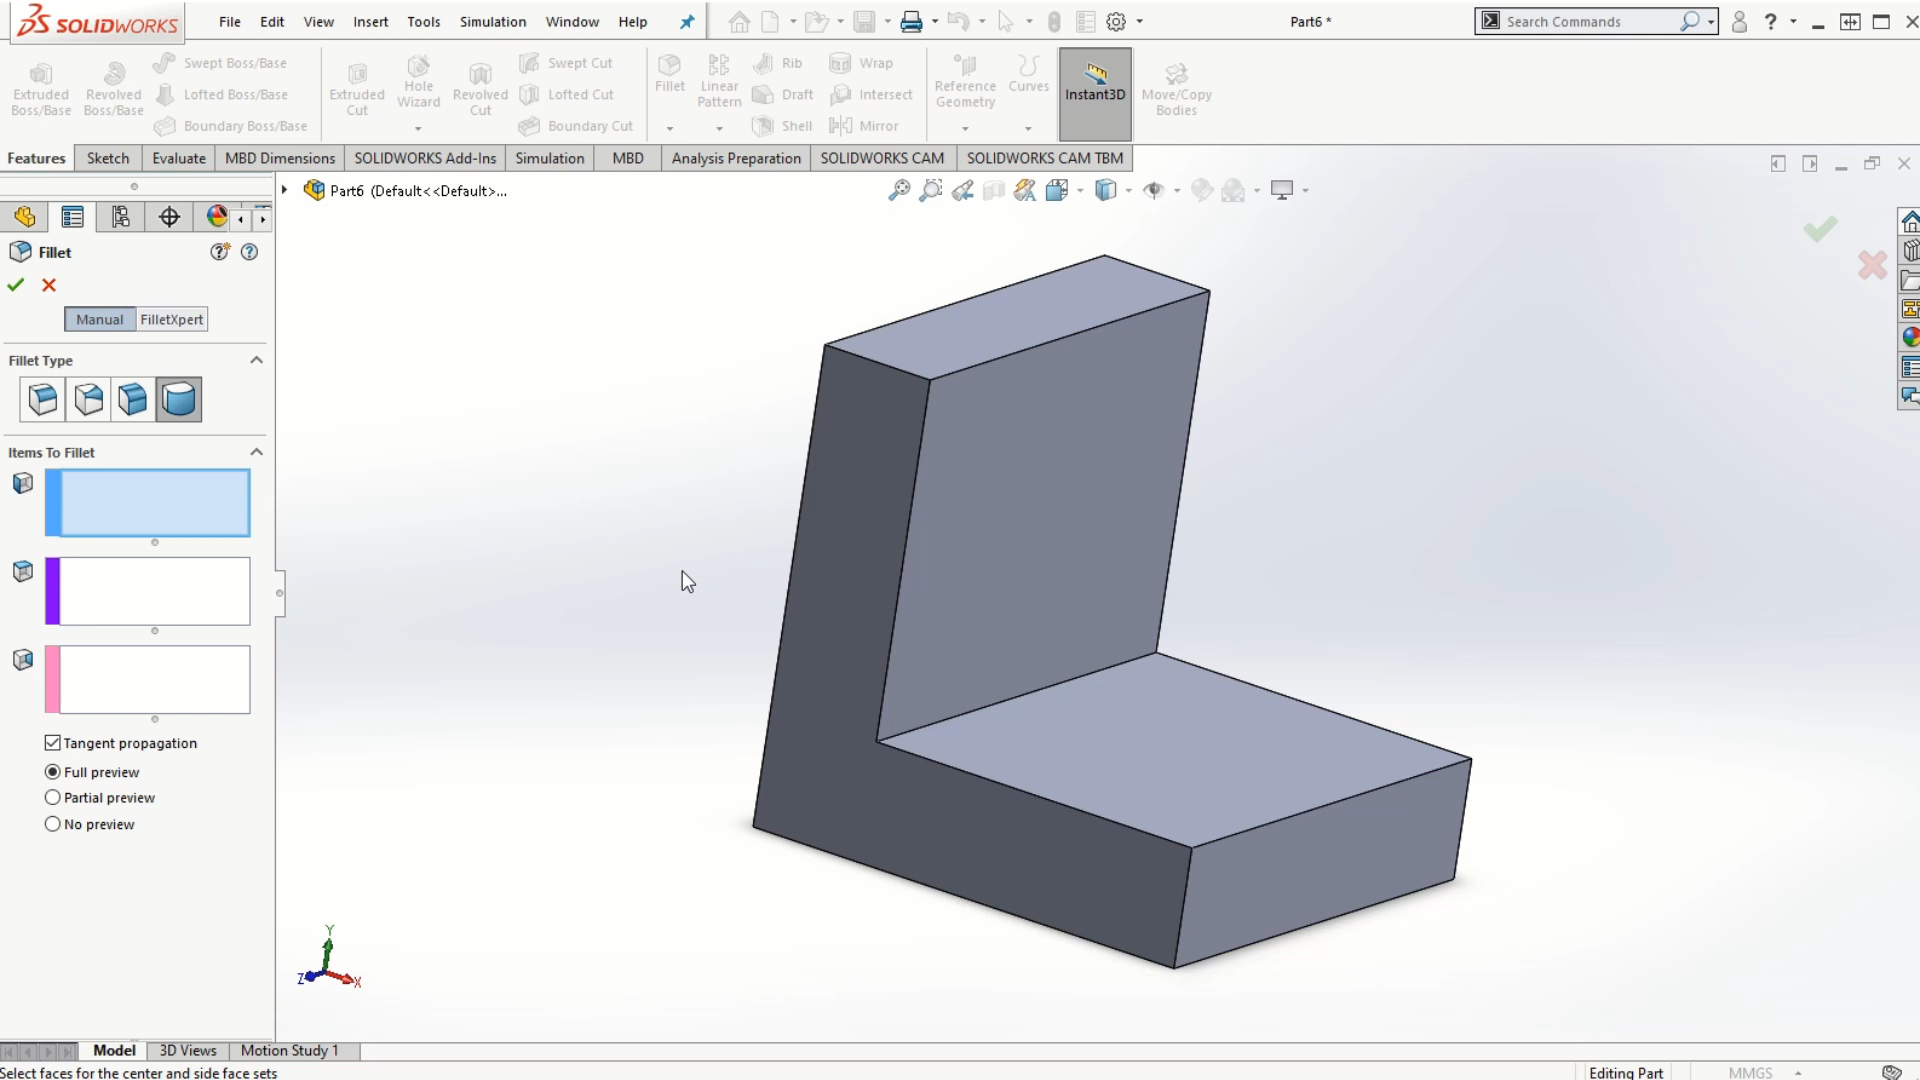 SOLIDWORKS
File Edit View Insert Tools Simulation Window Help
Part6 *
Search Commands
Extruded Boss/Base
Revolved Boss/Base
Swept Boss/Base
Lofted Boss/Base
Boundary Boss/Base
Extruded Cut
Hole Wizard
Revolved Cut
Swept Cut
Lofted Cut
Boundary Cut
Fillet
Linear Pattern
Rib
Draft
Shell
Wrap
Intersect
Mirror
Reference Geometry
Curves
Instant3D
Move/Copy Bodies
Features Sketch Evaluate MBD Dimensions SOLIDWORKS Add-Ins Simulation MBD Analysis Preparation SOLIDWORKS CAM SOLIDWORKS CAM TBM
Part6 (Default<<Default>...
Fillet
Manual FilletXpert
Fillet Type
Items To Fillet
Tangent propagation
Full preview
Partial preview
No preview
Y
Z X
Model 3D Views Motion Study 1
Select faces for the center and side face sets
Editing Part MMGS